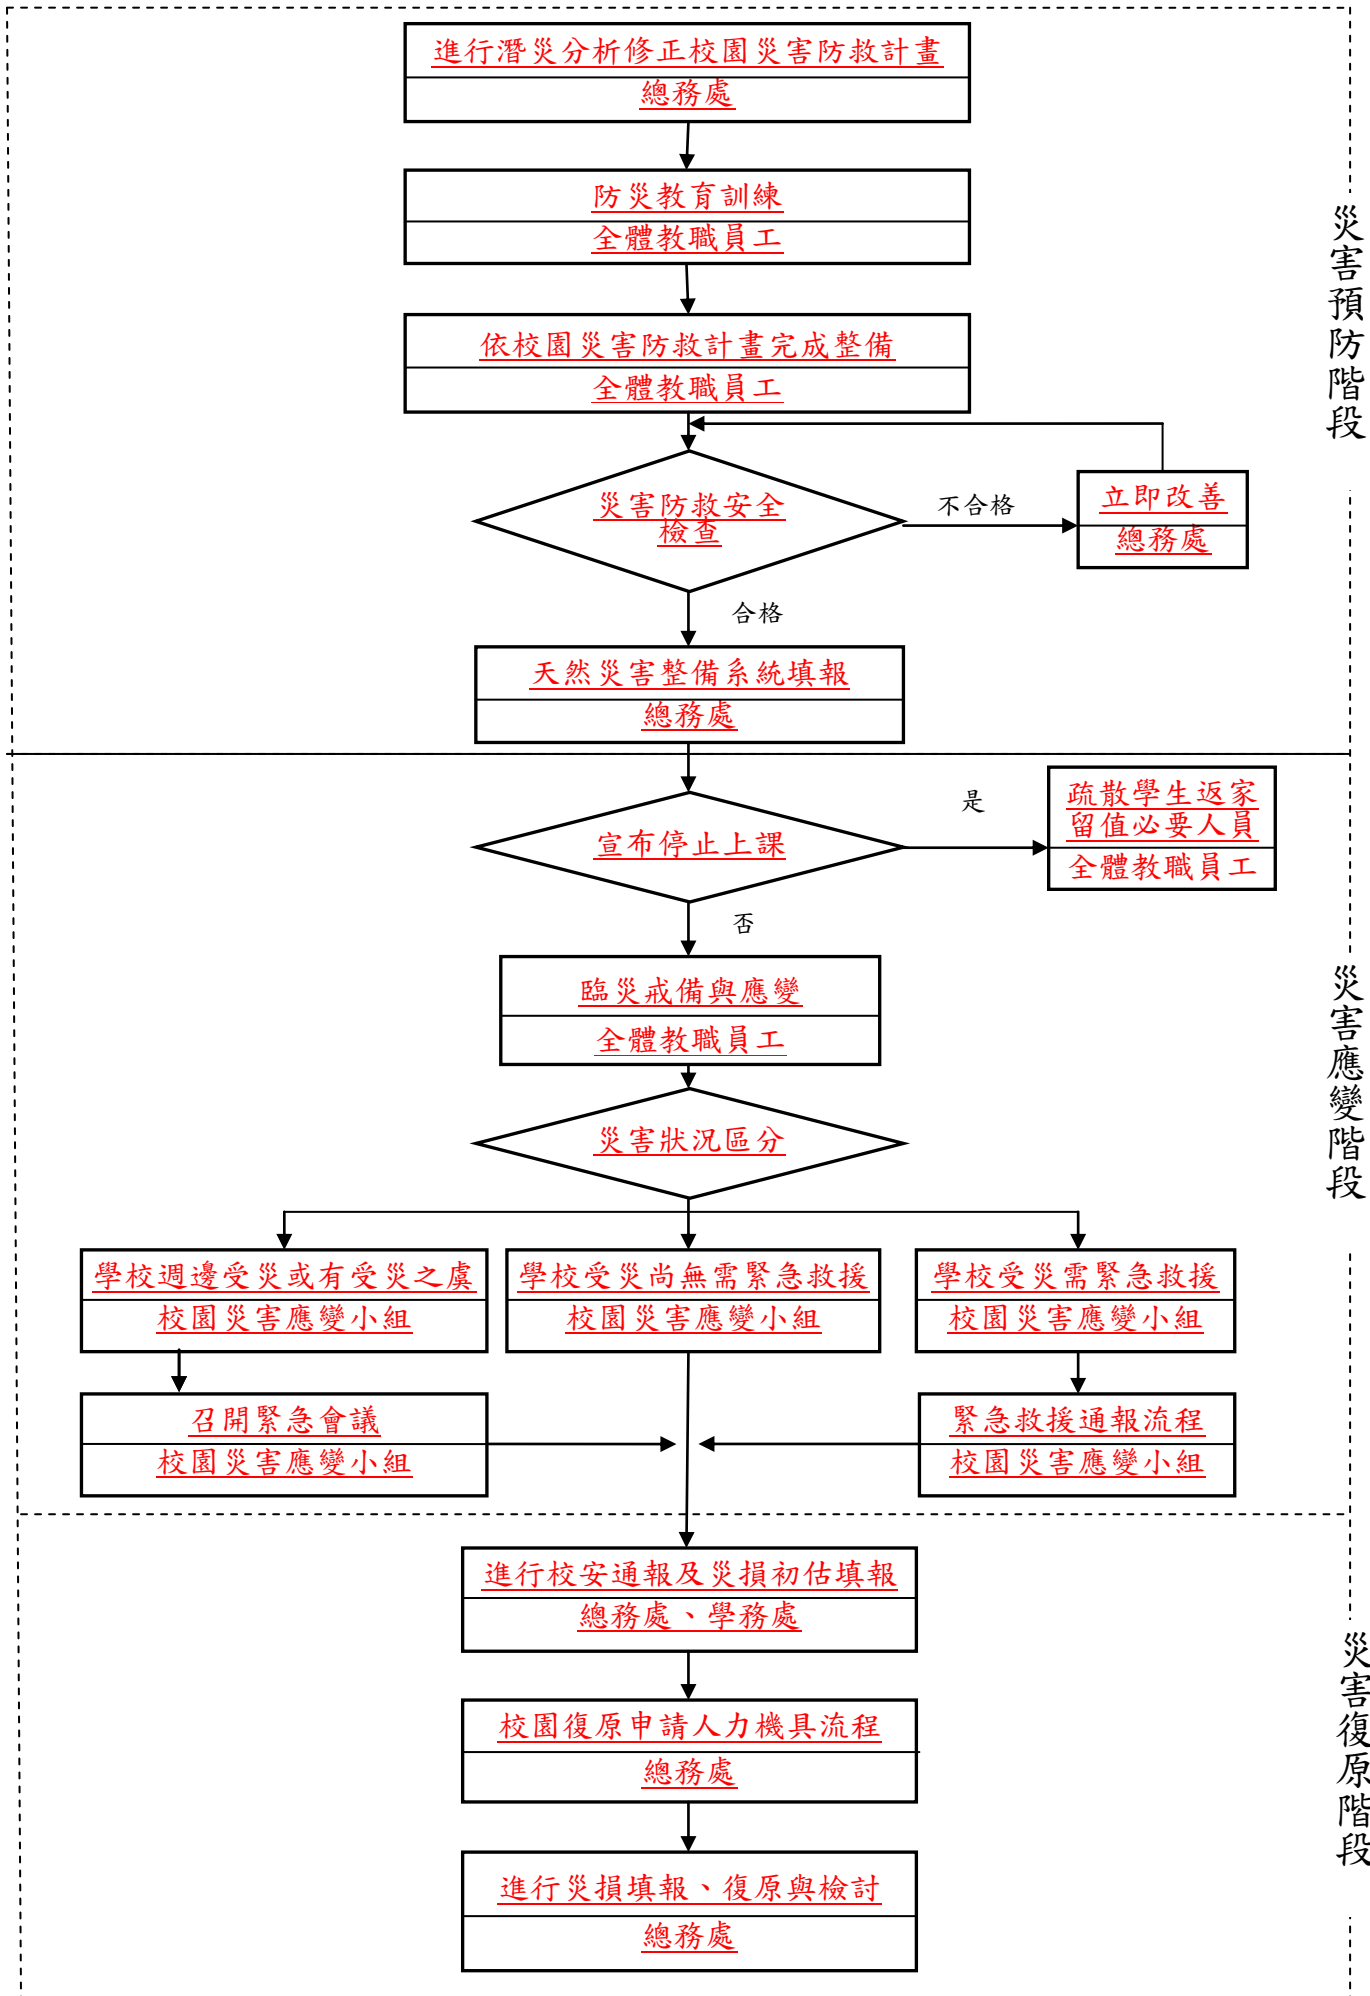 進行潛災分析修正校園災害防救計畫
總務處
防災教育訓練
全體教職員工
依校園災害防救計畫完成整備
全體教職員工
災害防救安全
檢查
不合格
立即改善
總務處
合格
天然災害整備系統填報
總務處
災害預防階段
宣布停止上課
是
疏散學生返家
留值必要人員
全體教職員工
否
臨災戒備與應變
全體教職員工
災害狀況區分
學校週邊受災或有受災之虞
校園災害應變小組
學校受災尚無需緊急救援
校園災害應變小組
學校受災需緊急救援
校園災害應變小組
召開緊急會議
校園災害應變小組
緊急救援通報流程
校園災害應變小組
災害應變階段
進行校安通報及災損初估填報
總務處、學務處
校園復原申請人力機具流程
總務處
進行災損填報、復原與檢討
總務處
災害復原階段